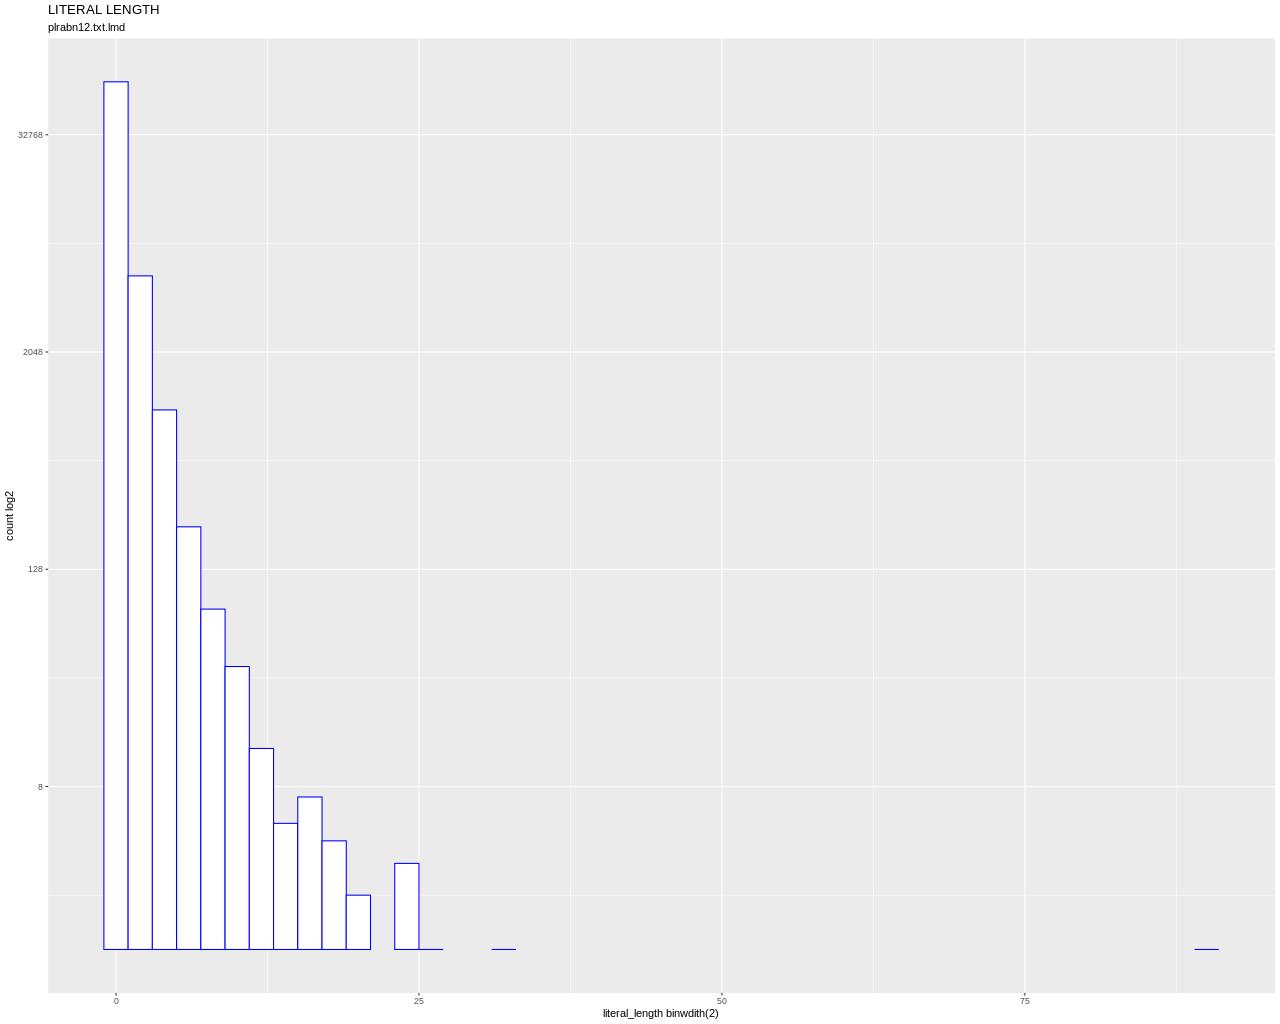 LITERAL LENGTH
plrabn12.txt.lmd
32768
2048
128
8
count log2
0
25
50
75
literal_length binwdith(2)